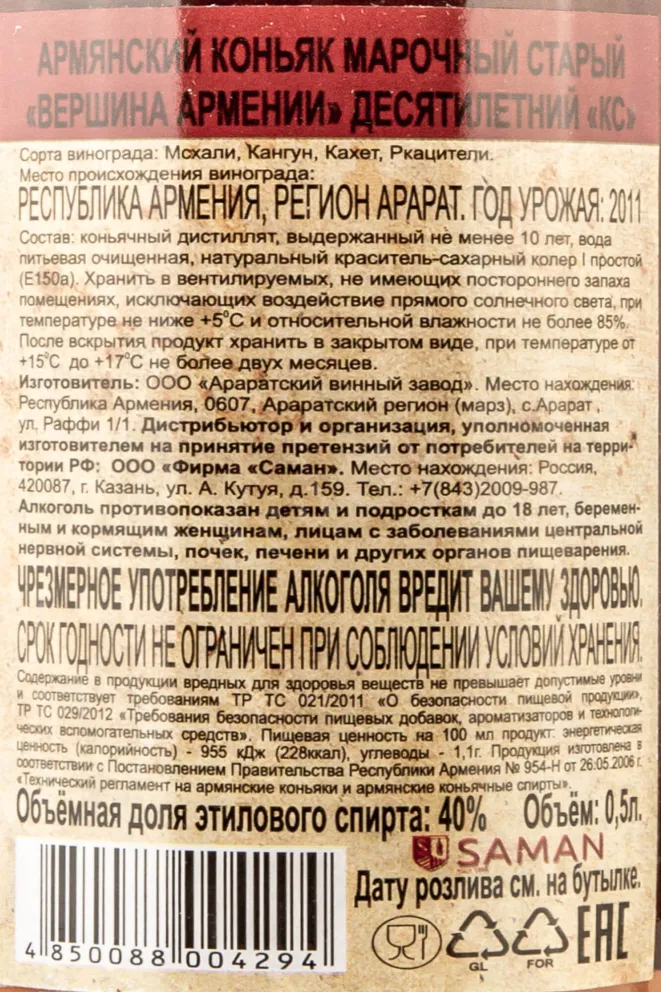 АРМЯНСКИЙ КОНЬЯК МАРОЧНЫЙ СТАРЫЙ
«ВЕРШИНА АРМЕНИИ» ДЕСЯТИЛЕТНИЙ «КС»
Сорта винограда: Мсхали, Кангун, Кахет, Ркацители.
Место происхождения винограда:
РЕСПУБЛИКА АРМЕНИЯ, РЕГИОН АРАРАТ. ГОД УРОЖАЯ: 2011
Состав: коньячный дистиллят, выдержанный не менее 10 лет, вода
питьевая очищенная, натуральный краситель-сахарный колер I простой
(Е150а). Хранить в вентилируемых, не имеющих постороннего запаха
помещениях, исключающих воздействие прямого солнечного света, при
температуре не ниже +5°С и относительной влажности не более 85%.
После вскрытия продукт хранить в закрытом виде, при температуре от
+15°С до +17°С не более двух месяцев.
Изготовитель: ООО «Араратский винный завод». Место нахождения:
Республика Армения, 0607, Араратский регион (марз), с.Арарат,
ул. Раффи 1/1. Дистрибьютор и организация, уполномоченная
изготовителем на принятие претензий от потребителей на терри-
тории РФ: ООО «Фирма «Саман». Место нахождения: Россия,
420087, г. Казань, ул. А. Кутуя, д.159. Тел.: +7(843)2009-987.
Алкоголь противопоказан детям и подросткам до 18 лет, беремен-
ным и кормящим женщинам, лицам с заболеваниями центральной
нервной системы, почек, печени и других органов пищеварения.
ЧРЕЗМЕРНОЕ УПОТРЕБЛЕНИЕ АЛКОГОЛЯ ВРЕДИТ ВАШЕМУ ЗДОРОВЬЮ.
СРОК ГОДНОСТИ НЕ ОГРАНИЧЕН ПРИ СОБЛЮДЕНИИ УСЛОВИЙ ХРАНЕНИЯ.
Содержание в продукции вредных для здоровья веществ не превышает допустимые уровни
и соответствует требованиям ТР ТС 021/2011 «О безопасности пищевой продукции»,
ТР ТС 029/2012 «Требования безопасности пищевых добавок, ароматизаторов и технологи-
ческих вспомогательных средств». Пищевая ценность на 100 мл продукт: энергетическая
ценность (калорийность) - 955 кДж (228ккал), углеводы - 1,1г. Продукция изготовлена в
соответствии с Постановлением Правительства Республики Армения № 954-Н от 26.05.2006 г.
«Технический регламент на армянские коньяки и армянские коньячные спирты».
Объёмная доля этилового спирта: 40% Объём: 0,5л.
SAMAN
Дату розлива см. на бутылке.
4 850088 004294
GL FOR EAC